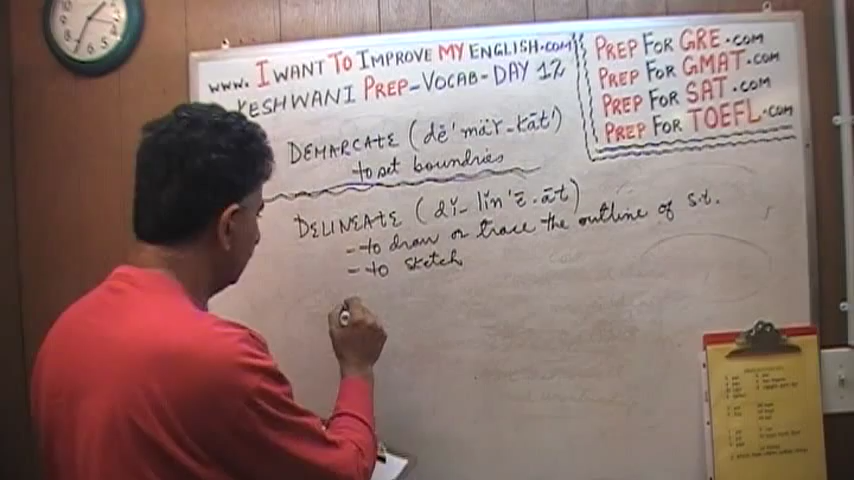 www. I WANT TO IMPROVE MY ENGLISH.COM
KESHWANI PREP-VOCAB-DAY 12
PREP FOR GRE.COM
PREP FOR GMAT.COM
PREP FOR SAT.COM
PREP FOR TOEFL.COM
DEMARCATE (dē'mär-kāt')
to set boundries
DELINEATE (dĭ-lĭn'ē-āt)
- to draw or trace the outline of s.t.
- to sketch